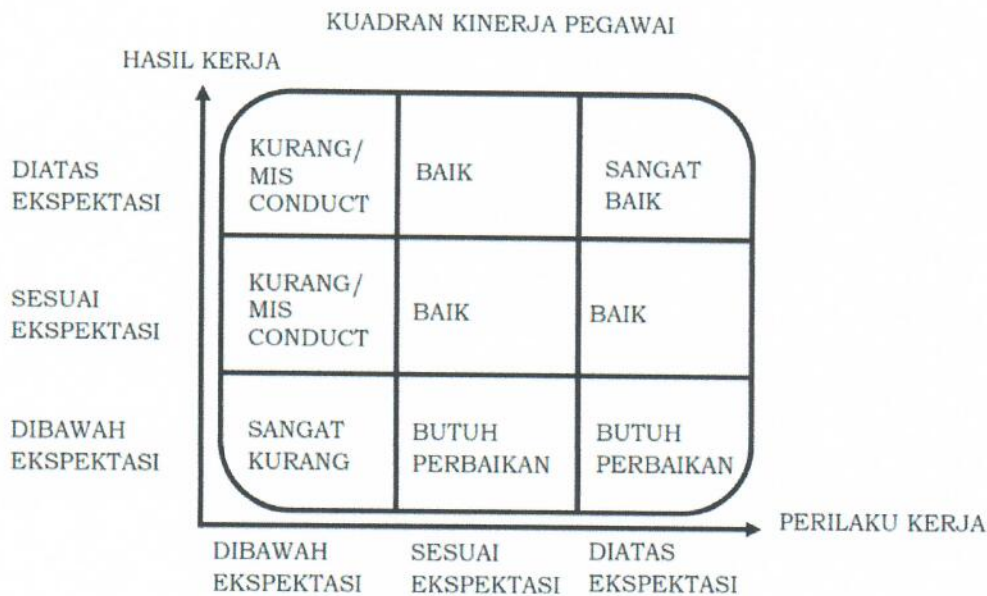 KUADRAN KINERJA PEGAWAI
HASIL KERJA
DIATAS
EKSPEKTASI
KURANG/
MIS
CONDUCT
BAIK
SANGAT
BAIK
SESUAI
EKSPEKTASI
KURANG/
MIS
CONDUCT
BAIK
BAIK
DIBAWAH
EKSPEKTASI
SANGAT
KURANG
BUTUH
PERBAIKAN
BUTUH
PERBAIKAN
PERILAKU KERJA
DIBAWAH
EKSPEKTASI
SESUAI
EKSPEKTASI
DIATAS
EKSPEKTASI